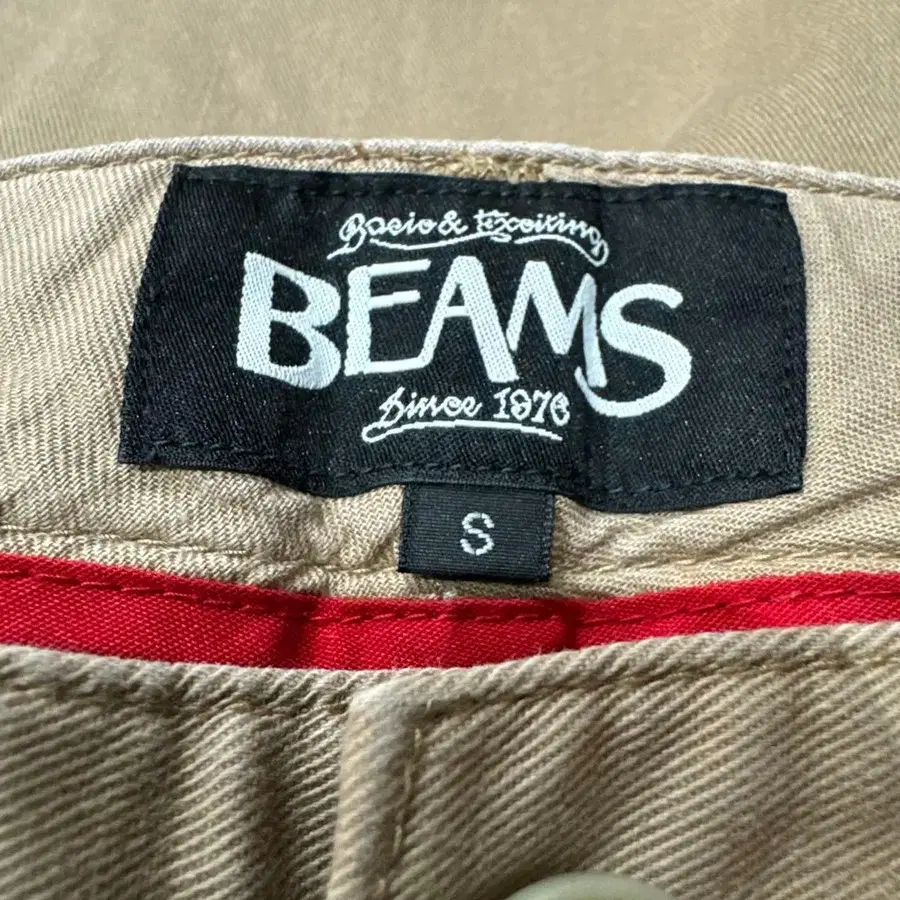 Basic & Exciting
BEAMS
Since 1976
S